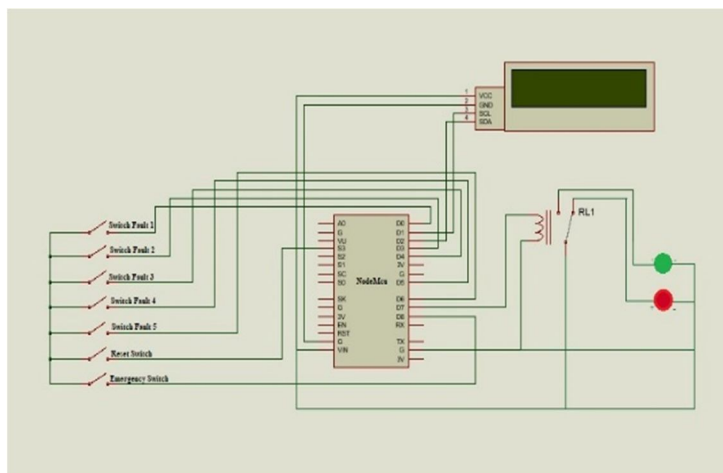 1 VCC
2 GND
3 SCL
4 SDA
RL1
Switch Fault 1
Switch Fault 2
Switch Fault 3
Switch Fault 4
Switch Fault 5
Reset Switch
Emergency Switch
NodeMcu
A0
G
VU
S3
S2
S1
SC
S0
SK
G
3V
EN
RST
G
VIN
D0
D1
D2
D3
D4
3V
G
D5
D6
D7
D8
RX
TX
G
3V